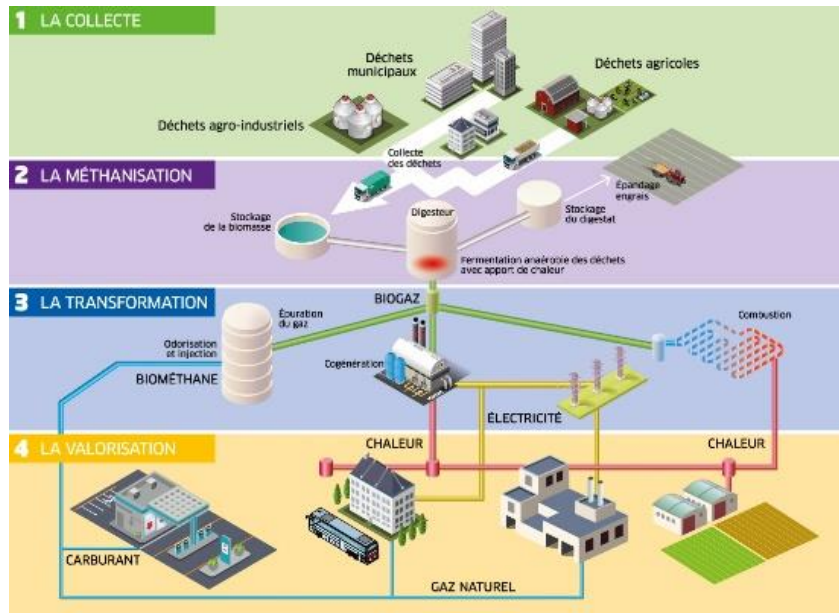 1 LA COLLECTE
Déchets
municipaux
Déchets agricoles
Déchets agro-industriels
Collecte
des déchets
2 LA MÉTHANISATION
Épandage
engrais
Stockage
de la biomasse
Digesteur
Stockage
du digestat
Fermentation anaérobie des déchets
avec apport de chaleur
3 LA TRANSFORMATION
BIOGAZ
Épuration
du gaz
Combustion
Odorisation
et injection
Cogénération
BIOMÉTHANE
ÉLECTRICITÉ
4 LA VALORISATION
CHALEUR
CHALEUR
CARBURANT
GAZ NATUREL